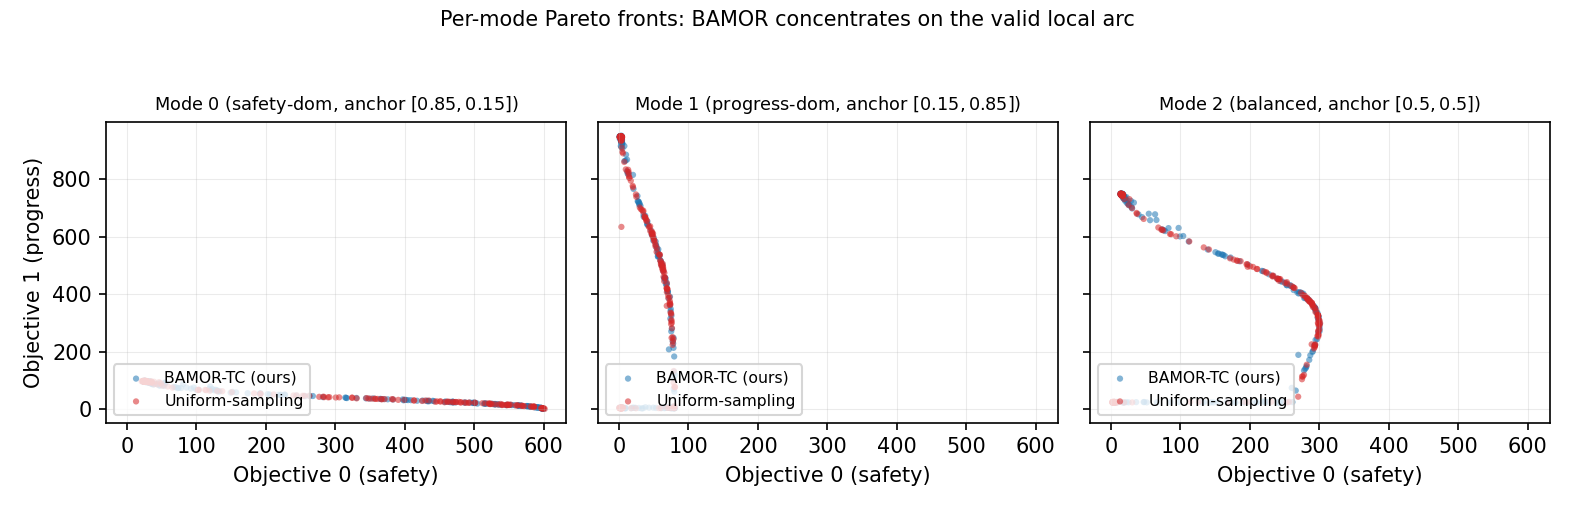 Per-mode Pareto fronts: BAMOR concentrates on the valid local arc
Mode 0 (safety-dom, anchor [0.85, 0.15])
Mode 1 (progress-dom, anchor [0.15, 0.85])
Mode 2 (balanced, anchor [0.5, 0.5])
Objective 1 (progress)
800
600
400
200
0
BAMOR-TC (ours)
Uniform-sampling
BAMOR-TC (ours)
Uniform-sampling
BAMOR-TC (ours)
Uniform-sampling
0 100 200 300 400 500 600
0 100 200 300 400 500 600
0 100 200 300 400 500 600
Objective 0 (safety)
Objective 0 (safety)
Objective 0 (safety)